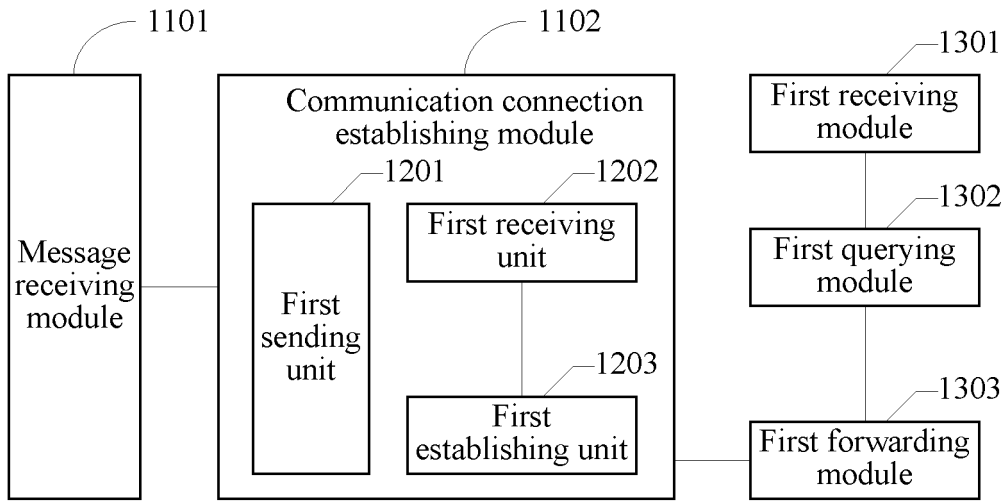 1101
1102
1301
Communication connection
establishing module
First receiving
module
1201
1202
1302
Message
receiving
module
First
sending
unit
First receiving
unit
First querying
module
1203
1303
First
establishing unit
First forwarding
module